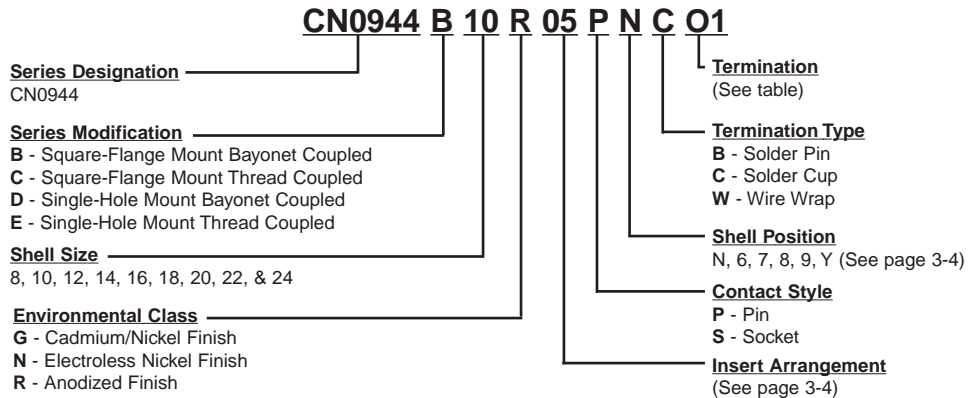 CN0944 B 10 R 05 P N C O1
Series Designation
CN0944
Series Modification
B - Square-Flange Mount Bayonet Coupled
C - Square-Flange Mount Thread Coupled
D - Single-Hole Mount Bayonet Coupled
E - Single-Hole Mount Thread Coupled
Shell Size
8, 10, 12, 14, 16, 18, 20, 22, & 24
Environmental Class
G - Cadmium/Nickel Finish
N - Electroless Nickel Finish
R - Anodized Finish
Termination
(See table)
Termination Type
B - Solder Pin
C - Solder Cup
W - Wire Wrap
Shell Position
N, 6, 7, 8, 9, Y (See page 3-4)
Contact Style
P - Pin
S - Socket
Insert Arrangement
(See page 3-4)